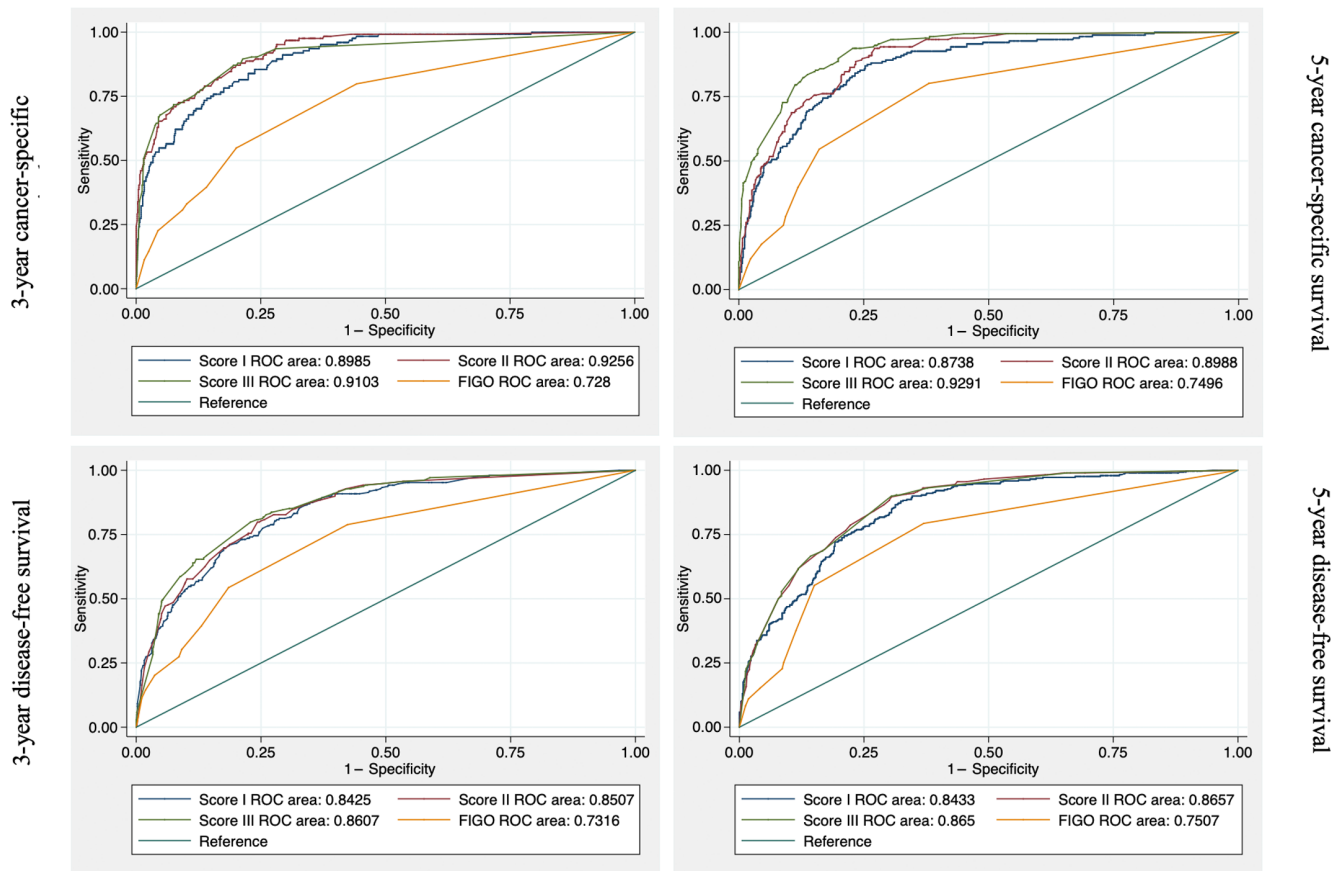 3-year cancer-specific
Sensitivity
1.00
0.75
0.50
0.25
0.00
0.00 0.25 0.50 0.75 1.00
1 – Specificity
Score I ROC area: 0.8985 Score II ROC area: 0.9256
Score III ROC area: 0.9103 FIGO ROC area: 0.728
Reference
5-year cancer-specific survival
Sensitivity
1.00
0.75
0.50
0.25
0.00
0.00 0.25 0.50 0.75 1.00
1 – Specificity
Score I ROC area: 0.8738 Score II ROC area: 0.8988
Score III ROC area: 0.9291 FIGO ROC area: 0.7496
Reference
3-year disease-free survival
Sensitivity
1.00
0.75
0.50
0.25
0.00
0.00 0.25 0.50 0.75 1.00
1 – Specificity
Score I ROC area: 0.8425 Score II ROC area: 0.8507
Score III ROC area: 0.8607 FIGO ROC area: 0.7316
Reference
5-year disease-free survival
Sensitivity
1.00
0.75
0.50
0.25
0.00
0.00 0.25 0.50 0.75 1.00
1 – Specificity
Score I ROC area: 0.8433 Score II ROC area: 0.8657
Score III ROC area: 0.865 FIGO ROC area: 0.7507
Reference